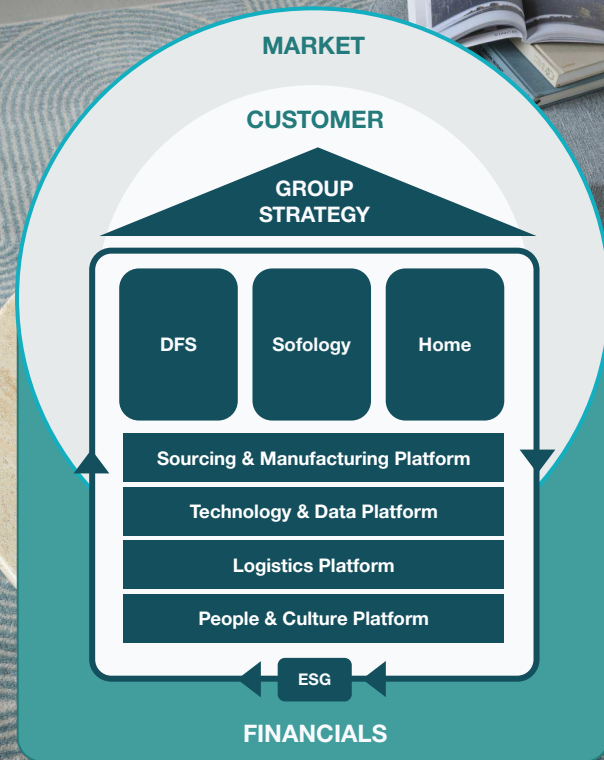 MARKET
CUSTOMER
GROUP
STRATEGY
DFS
Sofology
Home
Sourcing & Manufacturing Platform
Technology & Data Platform
Logistics Platform
People & Culture Platform
ESG
FINANCIALS